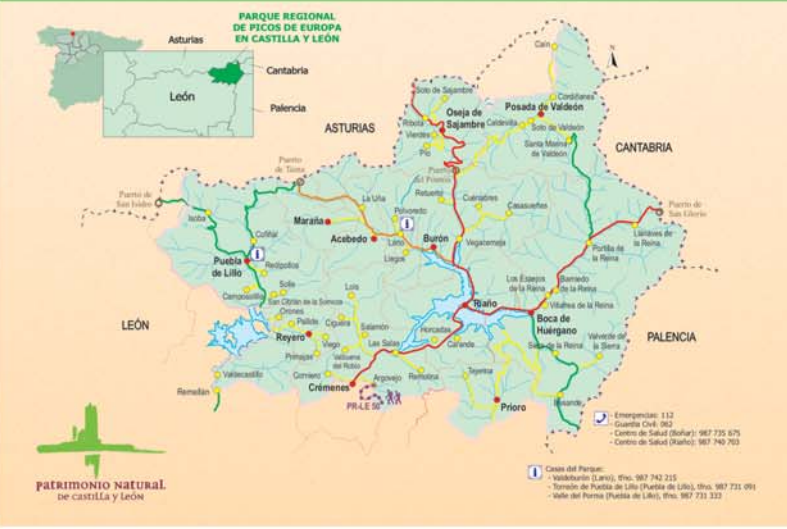 PARQUE REGIONAL
DE PICOS DE EUROPA
EN CASTILLA Y LEÓN
Asturias
Cantabria
León
Palencia
N
ASTURIAS
CANTABRIA
LEÓN
PALENCIA
Caín
Cordiñanes
Posada de Valdeón
Caldevilla
Soto de Valdeón
Santa Marina
de Valdeón
Soto de Sajambre
Oseja de
Sajambre
Ribota
Vierdes
Pío
Puerto
del Pontón
Puerto
de Tarna
Puerto de
San Isidro
Puerto de
San Glorio
Retuerto
Cuénabres
Casasuertes
Isoba
La Uña
Polvoredo
Maraña
Acebedo
Lario
Burón
Vegacerneja
Liegos
Cofiñal
Puebla
de Lillo
Redipollos
Camposolillo
Solle
San Cibrián de la Somoza
Orones
Lois
Llánaves de
la Reina
Portilla de
la Reina
Los Espejos
de la Reina
Barniedo
de la Reina
Villafrea de la Reina
Riaño
Boca de
Huérgano
Pallide
Ciguera
Salamón
Reyero
Viego
Primajas
Valbuena
del Roblo
Las Salas
Horcadas
Carande
Siero de la Reina
Valverde de
la Sierra
Valdecastillo
Remellán
Corniero
Crémenes
Argovejo
Remolina
Tejerina
Prioro
Besande
PR-LE 56
- Emergencias: 112
- Guardia Civil: 062
- Centro de Salud (Boñar): 987 735 675
- Centro de Salud (Riaño): 987 740 703
Casas del Parque:
- Valdeburón (Lario), tfno. 987 742 215
- Torreón de Puebla de Lillo (Puebla de Lillo), tfno. 987 731 091
- Valle del Porma (Puebla de Lillo), tfno. 987 731 333
PATRIMONIO NATURAL
DE CASTILLA Y LEÓN